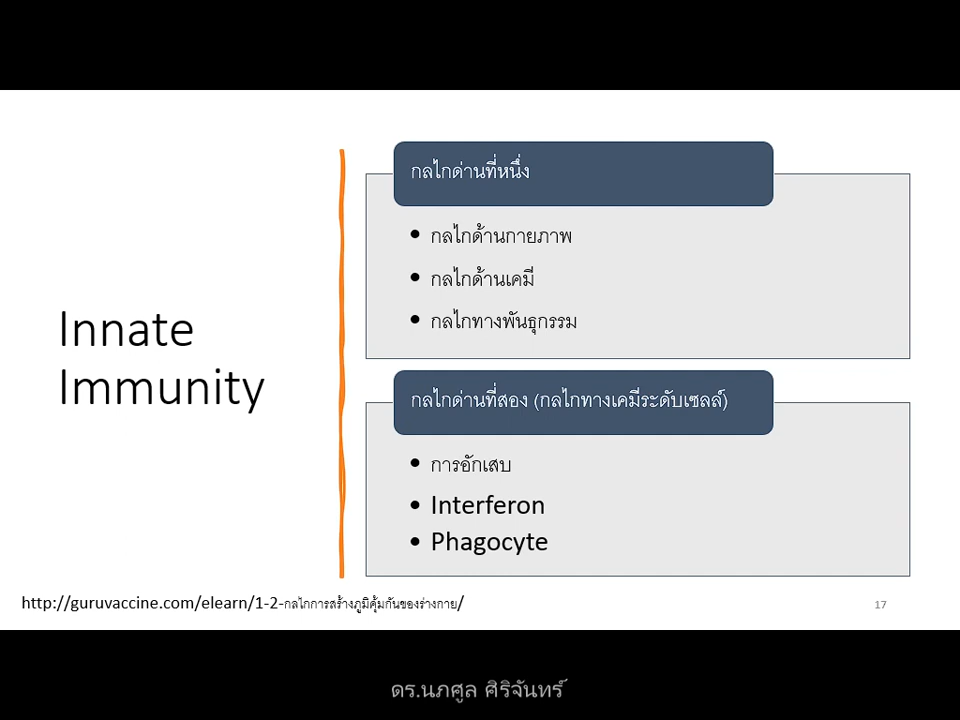 Innate
Immunity
กลไกด่านที่หนึ่ง
• กลไกด้านกายภาพ
• กลไกด้านเคมี
• กลไกทางพันธุกรรม
กลไกด่านที่สอง (กลไกทางเคมีระดับเซลล์)
• การอักเสบ
• Interferon
• Phagocyte
http://guruvaccine.com/elearn/1-2-กลไกการสร้างภูมิคุ้มกันของร่างกาย/
17
ดร.นภศูล ศิริจันทร์